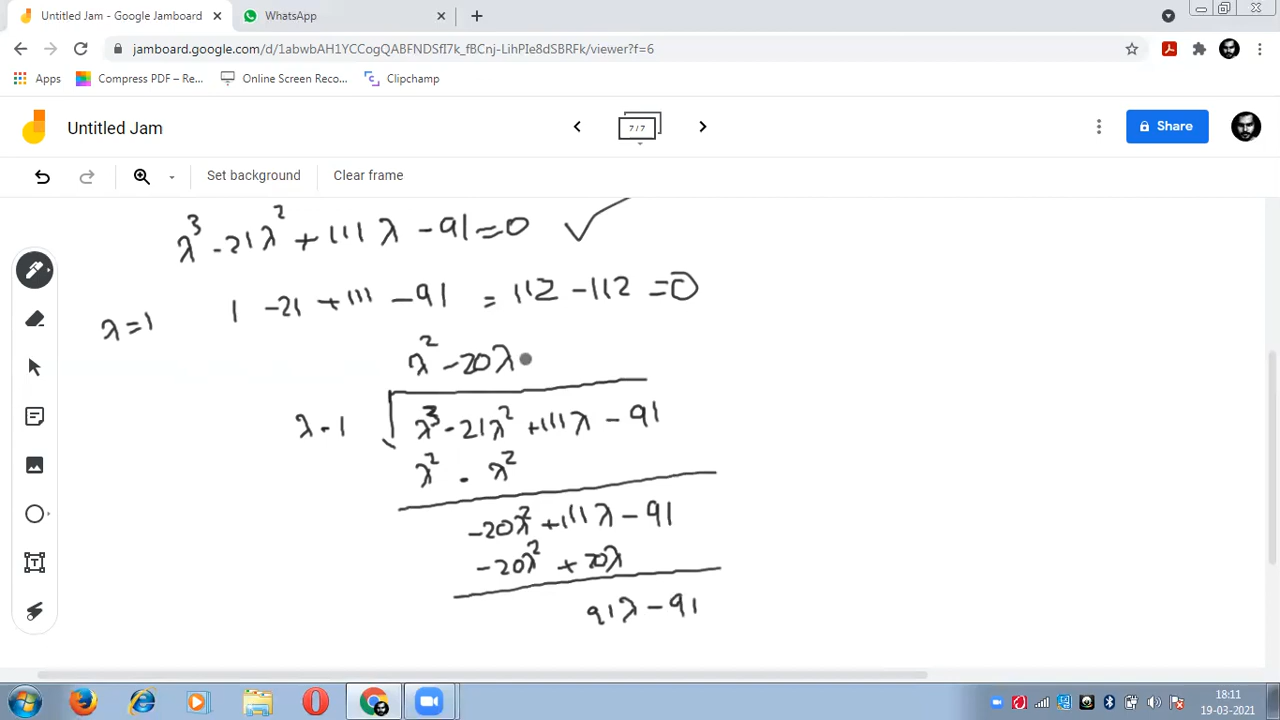 Untitled Jam - Google Jamboard
WhatsApp
jamboard.google.com/d/1abwbAH1YCCogQABFNDSfI7k_fBCnj-LihPIe8dSBRFk/viewer?f=6
Apps
Compress PDF – Re...
Online Screen Reco...
Clipchamp
Untitled Jam
7 / 7
Share
Set background
Clear frame
λ³ - 21λ² + 111λ - 91 = 0 ✓
λ = 1 1 - 21 + 111 - 91 = 112 - 112 = 0
λ² - 20λ
λ - 1 λ³ - 21λ² + 111λ - 91
λ² - λ²
-20λ² + 111λ - 91
-20λ² + 20λ
91λ - 91
18:11
19-03-2021